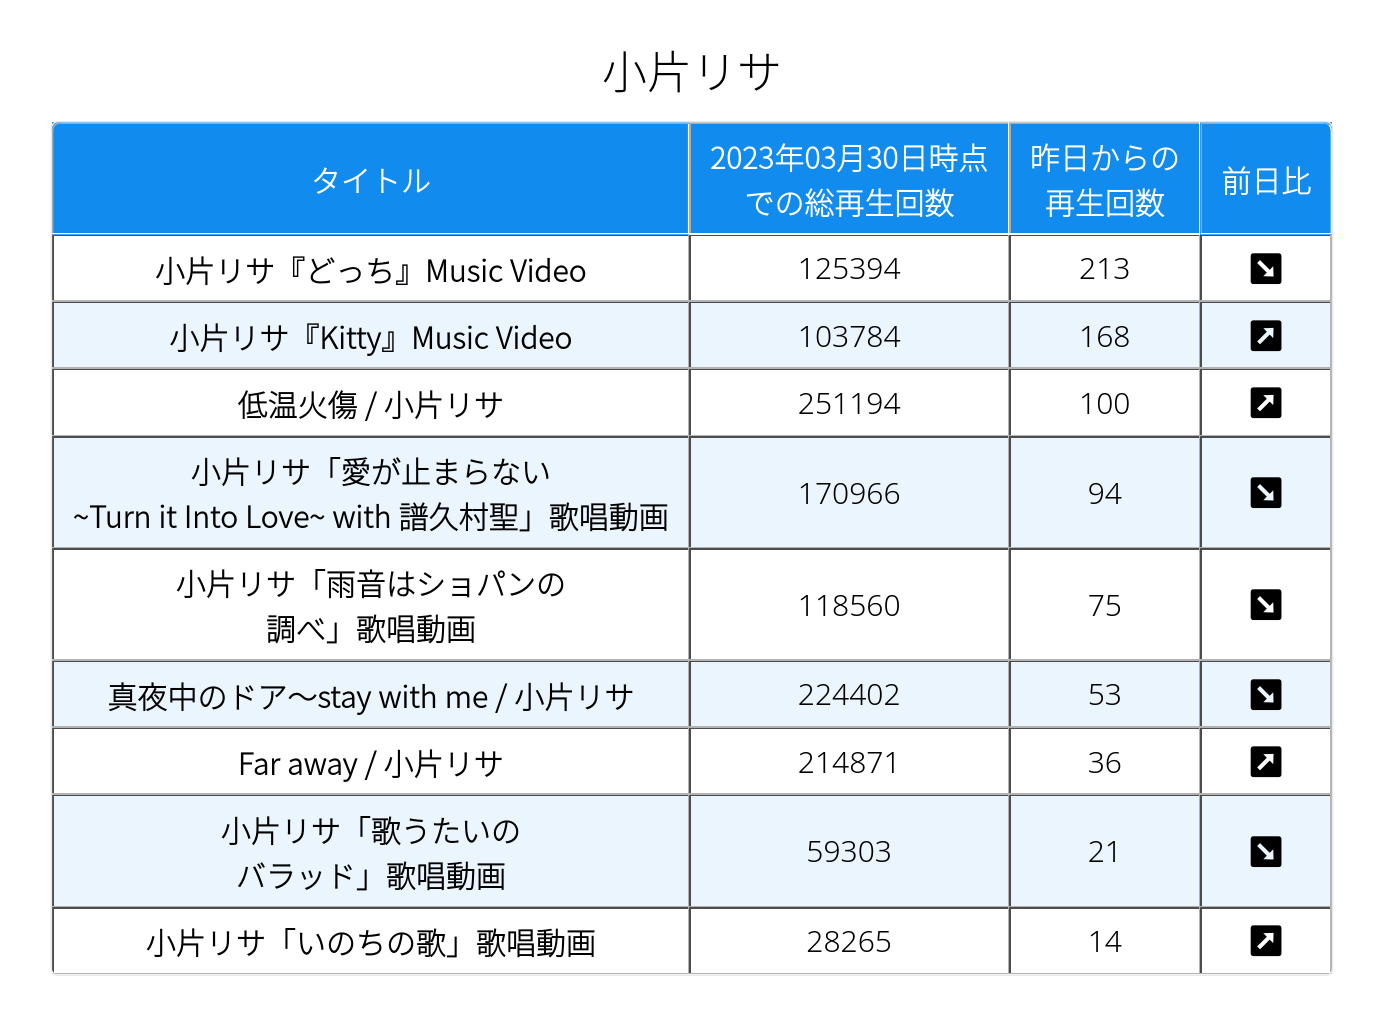 小片リサ
タイトル
2023年03月30日時点
での総再生回数
昨日からの
再生回数
前日比
小片リサ『どっち』Music Video
125394
213
小片リサ『Kitty』Music Video
103784
168
低温火傷 / 小片リサ
251194
100
小片リサ「愛が止まらない
~Turn it Into Love~ with 譜久村聖」歌唱動画
170966
94
小片リサ「雨音はショパンの
調べ」歌唱動画
118560
75
真夜中のドア〜stay with me / 小片リサ
224402
53
Far away / 小片リサ
214871
36
小片リサ「歌うたいの
バラッド」歌唱動画
59303
21
小片リサ「いのちの歌」歌唱動画
28265
14